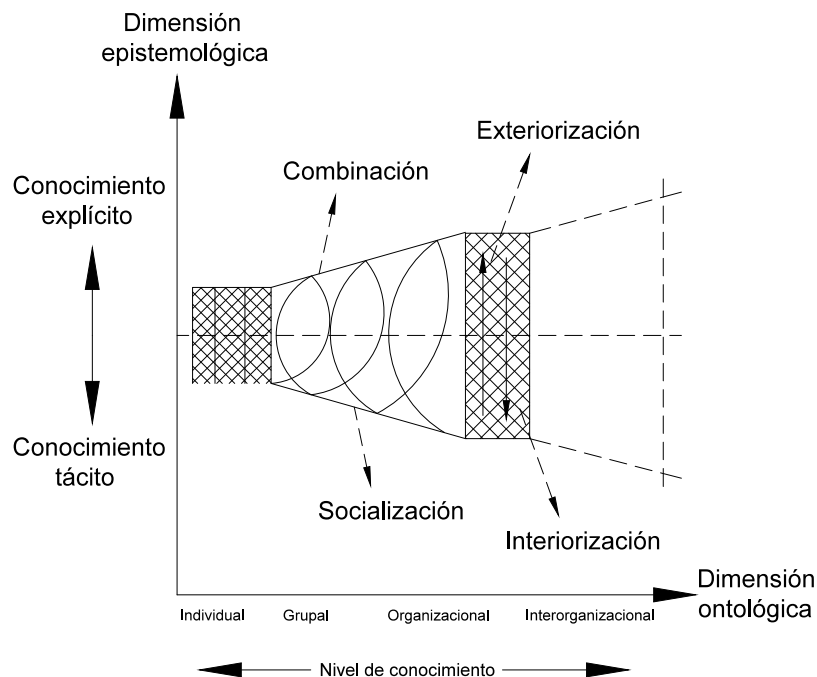 Dimensión
epistemológica
Exteriorización
Combinación
Conocimiento
explícito
Conocimiento
tácito
Socialización
Interiorización
Dimensión
ontológica
Individual
Grupal
Organizacional
Interorganizacional
Nivel de conocimiento